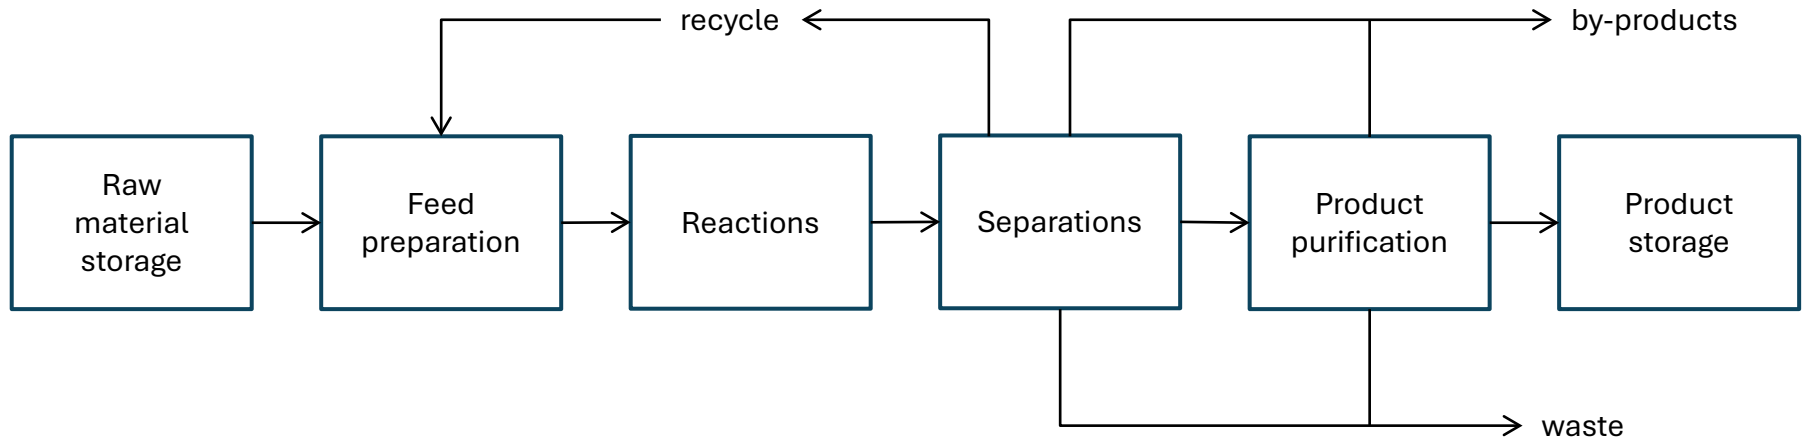 recycle
by-products
Raw
material
storage
Feed
preparation
Reactions
Separations
Product
purification
Product
storage
waste